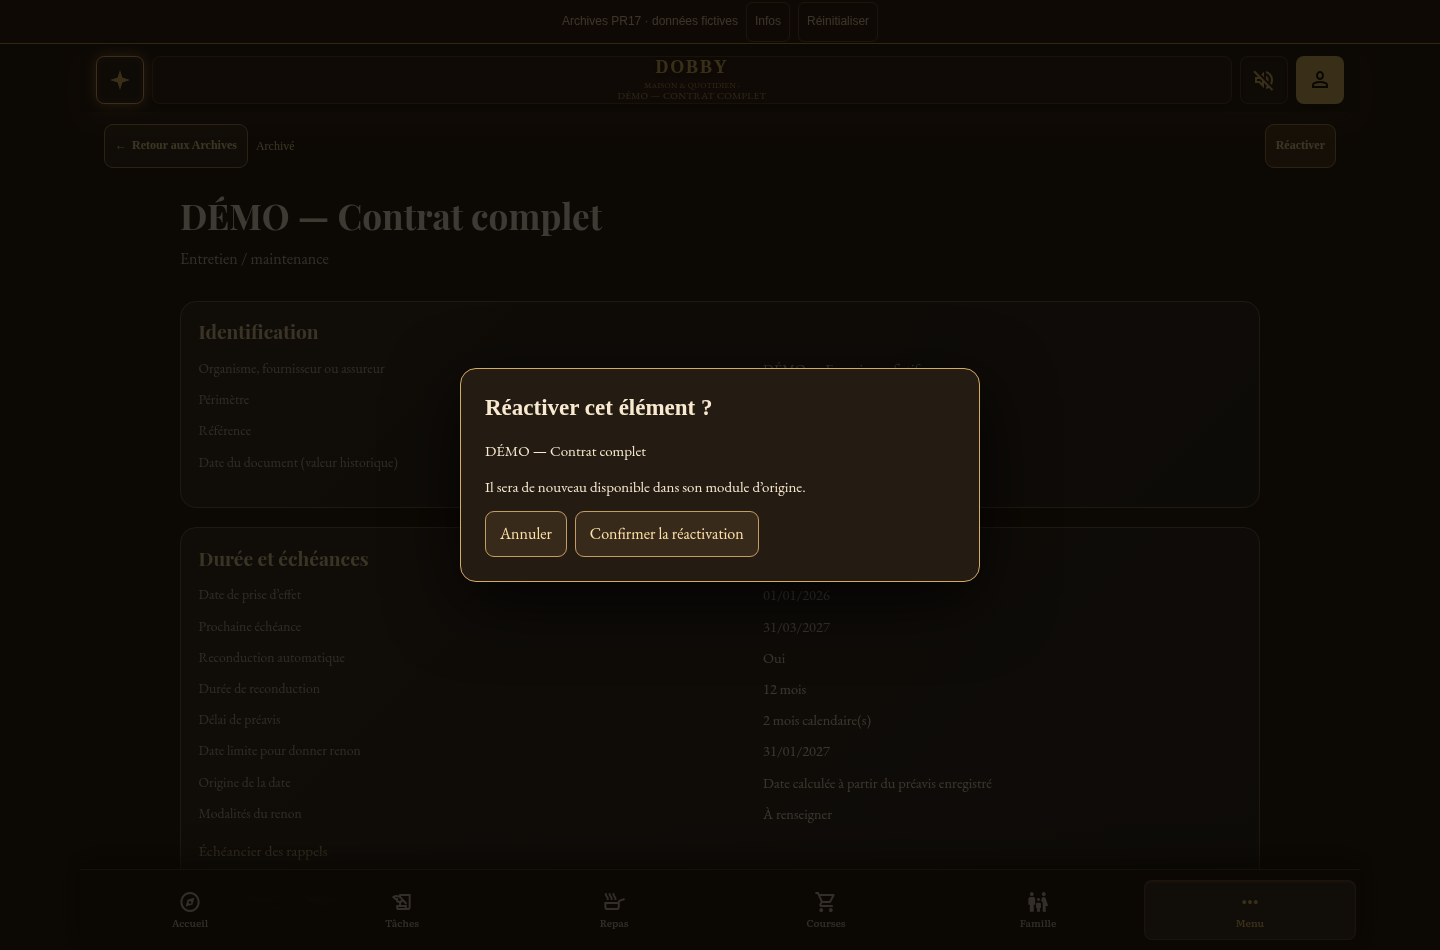 Archives PR17 · données fictives Infos Réinitialiser
DOBBY
MAISON & QUOTIDIEN
DÉMO — CONTRAT COMPLET
← Retour aux Archives Archivé Réactiver
DÉMO — Contrat complet
Entretien / maintenance
Identification
Organisme, fournisseur ou assureur
Périmètre
Référence
Date du document (valeur historique)
Réactiver cet élément ?
DÉMO — Contrat complet
Il sera de nouveau disponible dans son module d’origine.
Annuler Confirmer la réactivation
Durée et échéances
Date de prise d’effet 01/01/2026
Prochaine échéance 31/03/2027
Reconduction automatique Oui
Durée de reconduction 12 mois
Délai de préavis 2 mois calendaire(s)
Date limite pour donner renon 31/01/2027
Origine de la date Date calculée à partir du préavis enregistré
Modalités du renon À renseigner
Échéancier des rappels
Accueil Tâches Repas Courses Famille Menu